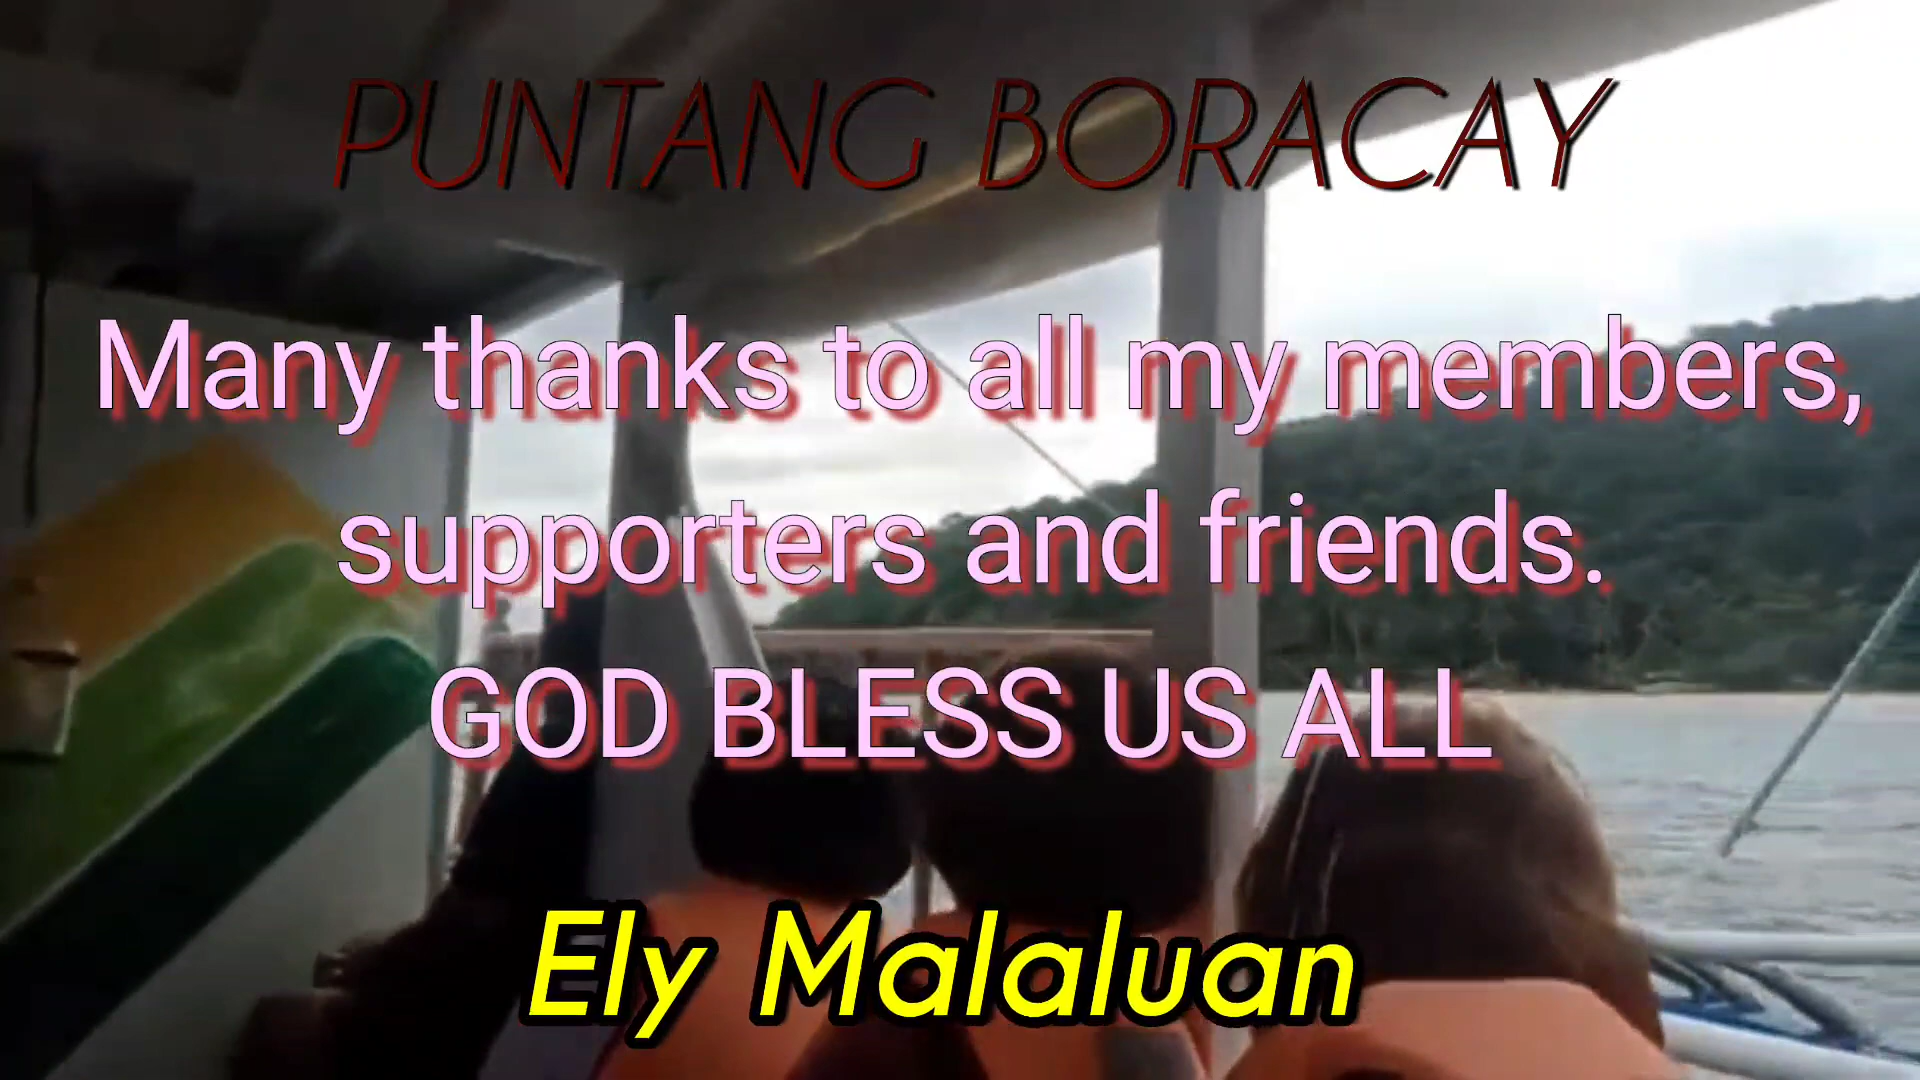 PUNTANG BORACAY
Many thanks to all my members,
supporters and friends.
GOD BLESS US ALL
Ely Malaluan